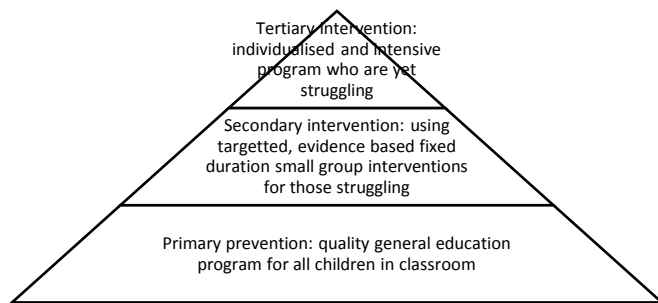 Tertiary intervention:
individualised and intensive
program who are yet
struggling
Secondary intervention: using
targetted, evidence based fixed
duration small group interventions
for those struggling
Primary prevention: quality general education
program for all children in classroom